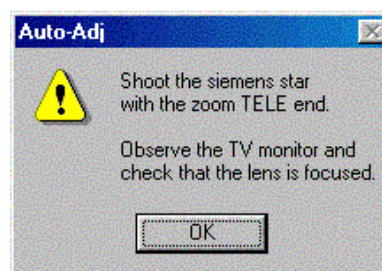 Auto-Adj
Shoot the siemens star
with the zoom TELE end.
Observe the TV monitor and
check that the lens is focused.
OK